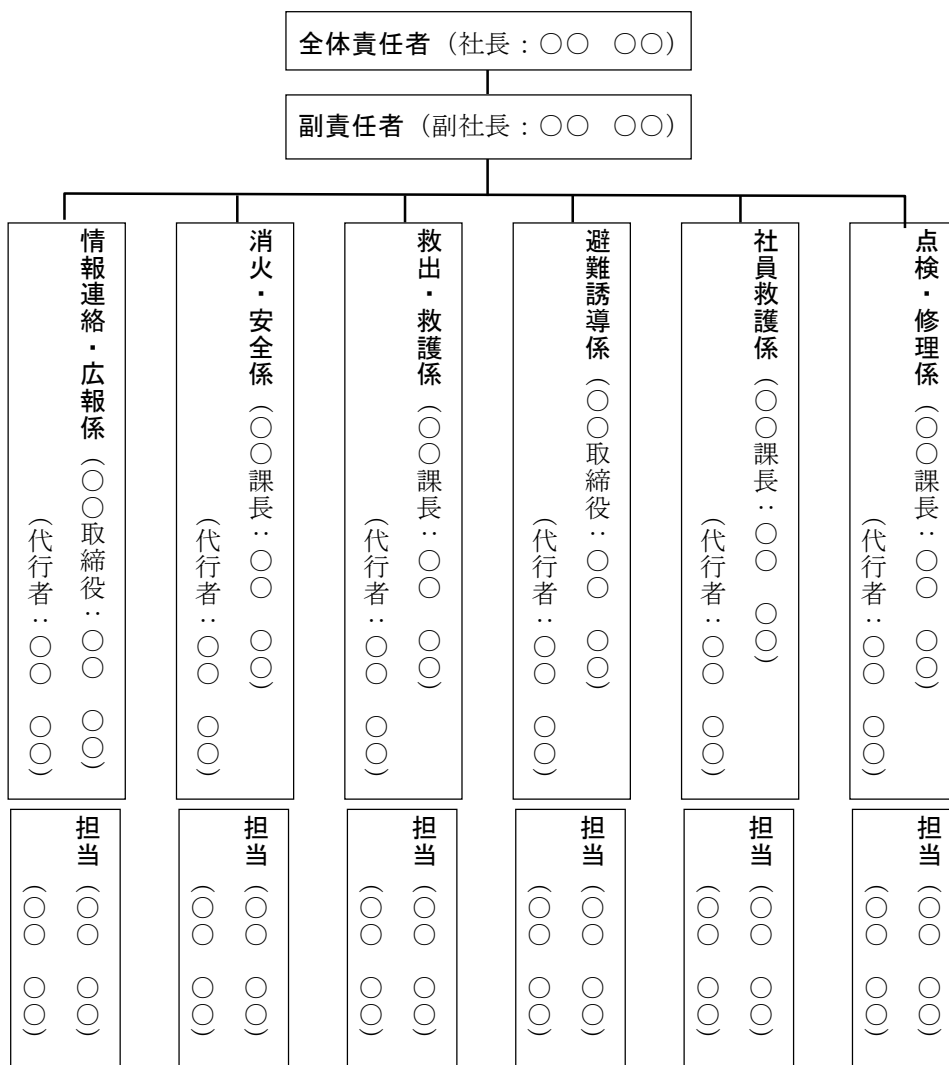 全体責任者（社長：○○　○○）
副責任者（副社長：○○　○○）
情報連絡・広報係（○○取締役：○○　○○）
（代行者：○○　○○）
消火・安全係（○○課長：○○　○○）
（代行者：○○　○○）
救出・救護係（○○課長：○○　○○）
（代行者：○○　○○）
避難誘導係（○○取締役：○○　○○）
（代行者：○○　○○）
社員救護係（○○課長：○○　○○）
（代行者：○○　○○）
点検・修理係（○○課長：○○　○○）
（代行者：○○　○○）
担当（○○　○○）
（○○　○○）
担当（○○　○○）
（○○　○○）
担当（○○　○○）
（○○　○○）
担当（○○　○○）
（○○　○○）
担当（○○　○○）
（○○　○○）
担当（○○　○○）
（○○　○○）